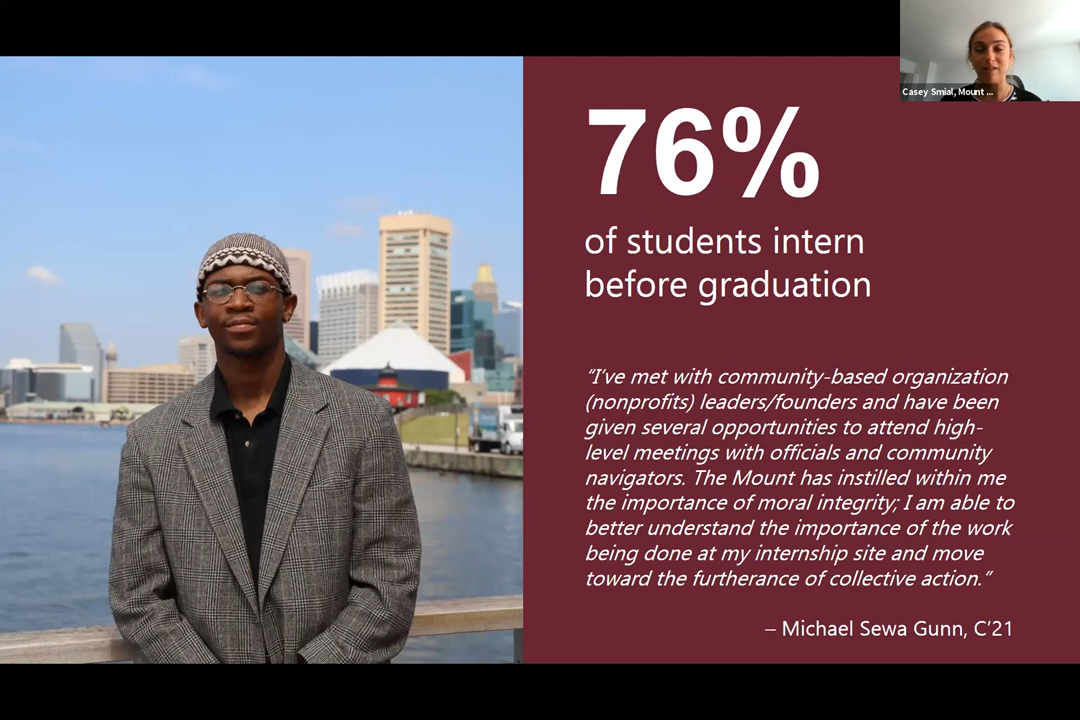 Casey Smial, Mount ...
76%
of students intern
before graduation
“I’ve met with community-based organization
(nonprofits) leaders/founders and have been
given several opportunities to attend high-
level meetings with officials and community
navigators. The Mount has instilled within me
the importance of moral integrity; I am able to
better understand the importance of the work
being done at my internship site and move
toward the furtherance of collective action.”
– Michael Sewa Gunn, C’21